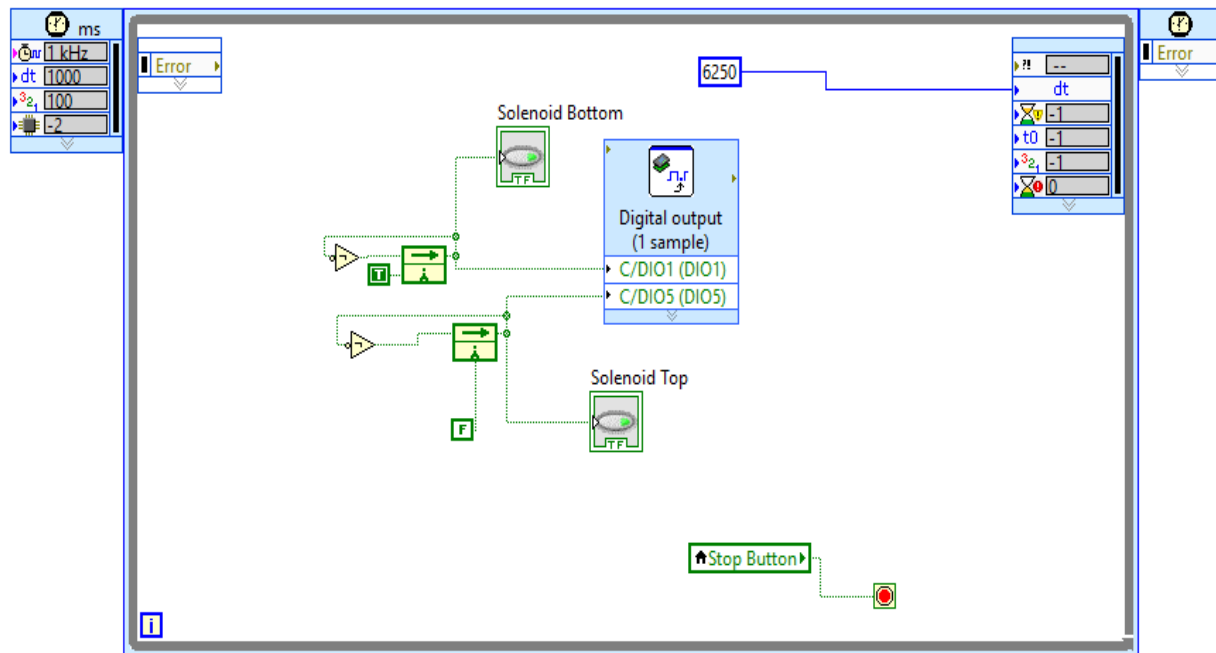 ms
1 kHz
dt 1000
100
-2
Error
6250
?! --
dt
-1
t0 -1
-1
0
Error
Solenoid Bottom
TF
Digital output
(1 sample)
C/DIO1 (DIO1)
C/DIO5 (DIO5)
T
Solenoid Top
TF
F
Stop Button
i